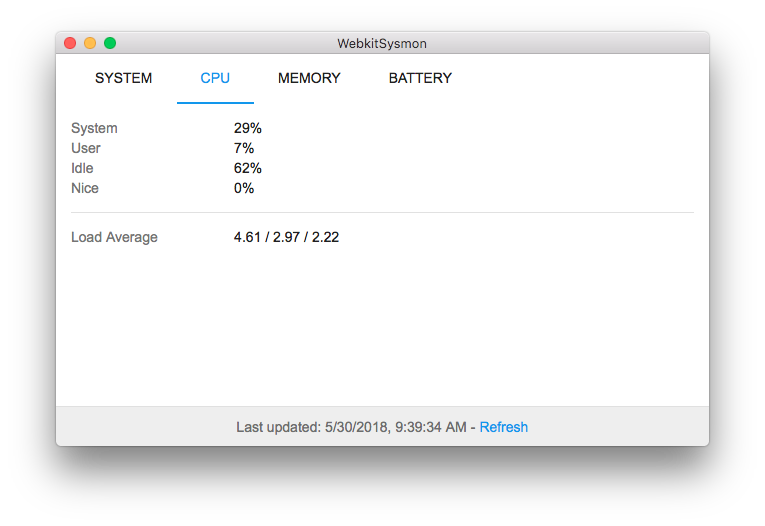 WebkitSysmon
SYSTEM CPU MEMORY BATTERY
System 29%
User 7%
Idle 62%
Nice 0%
Load Average 4.61 / 2.97 / 2.22
Last updated: 5/30/2018, 9:39:34 AM - Refresh